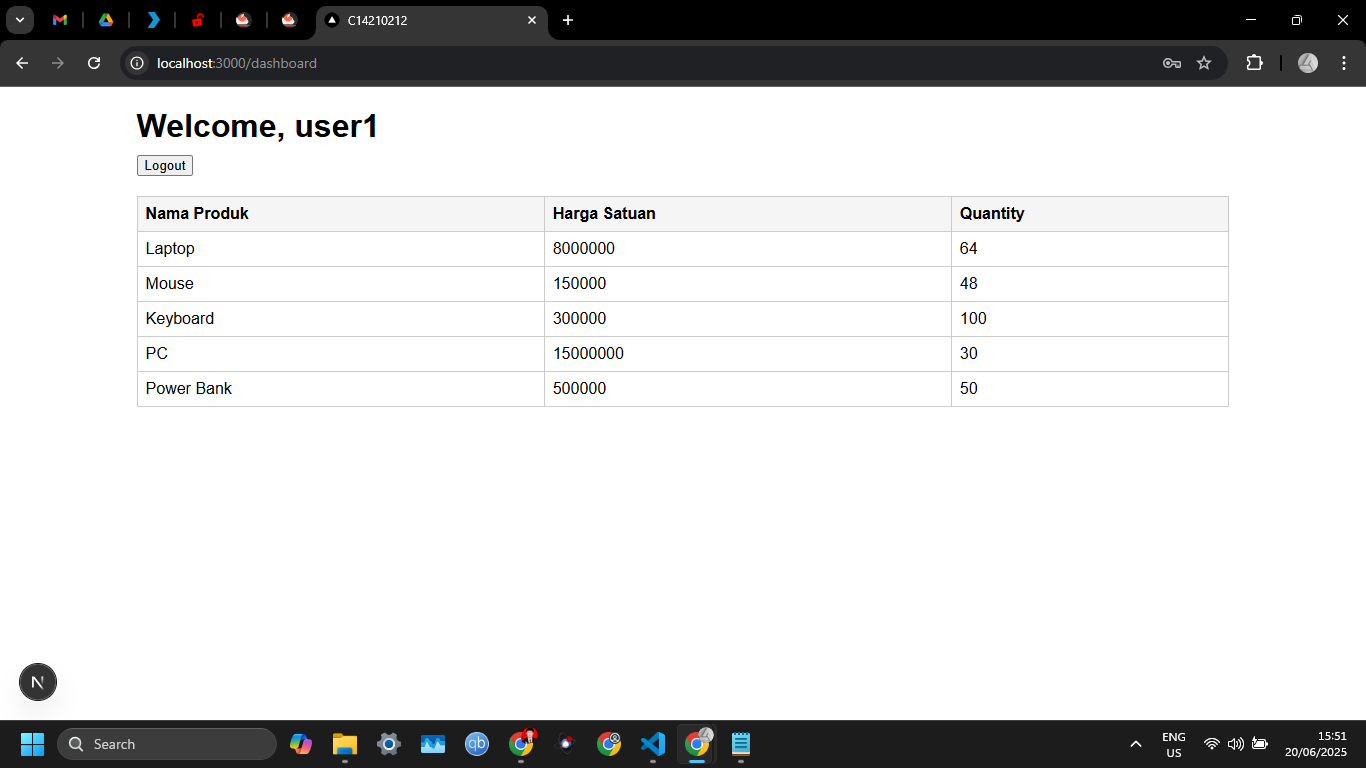 C14210212
localhost:3000/dashboard
Welcome, user1
Logout
Nama Produk Harga Satuan Quantity
Laptop 8000000 64
Mouse 150000 48
Keyboard 300000 100
PC 15000000 30
Power Bank 500000 50
N
Search
qb
ENG
US
15:51
20/06/2025